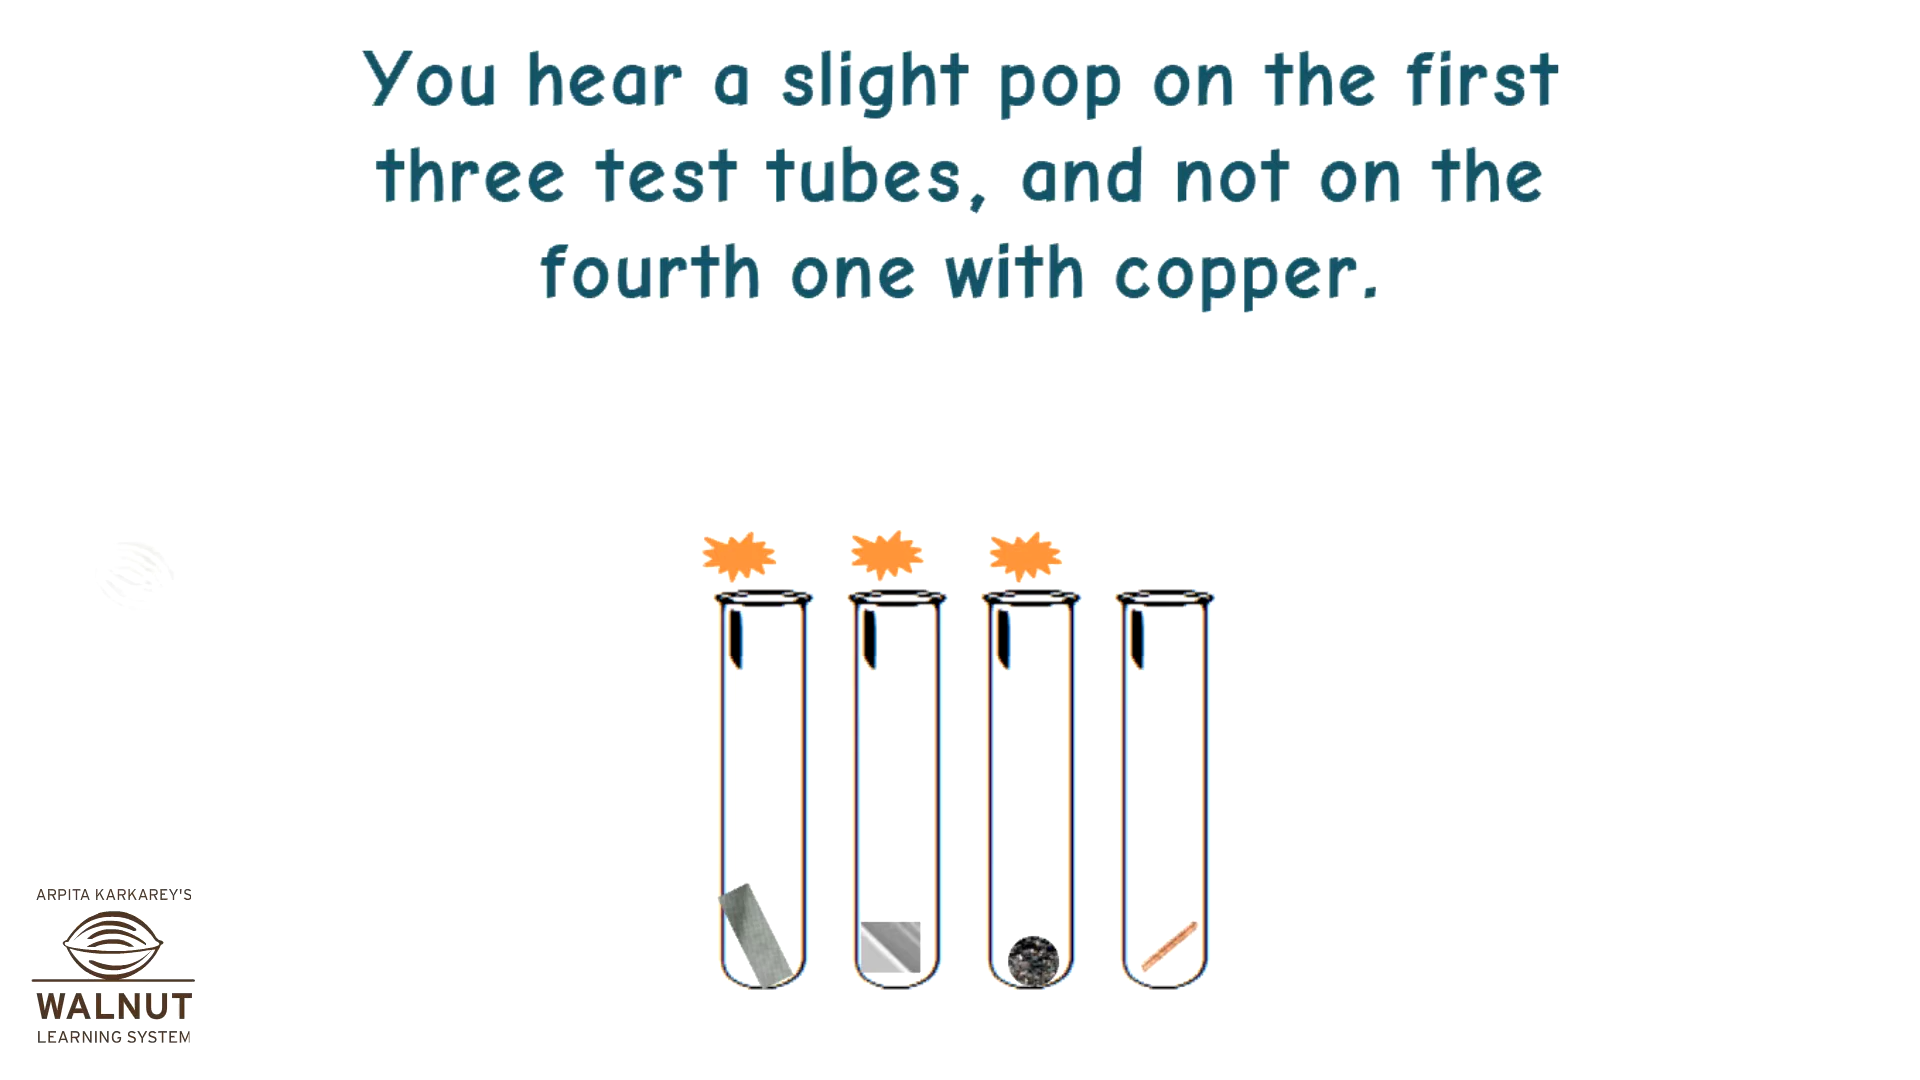 You hear a slight pop on the first
three test tubes, and not on the
fourth one with copper.
ARPITA KARKAREY'S
WALNUT
LEARNING SYSTEM